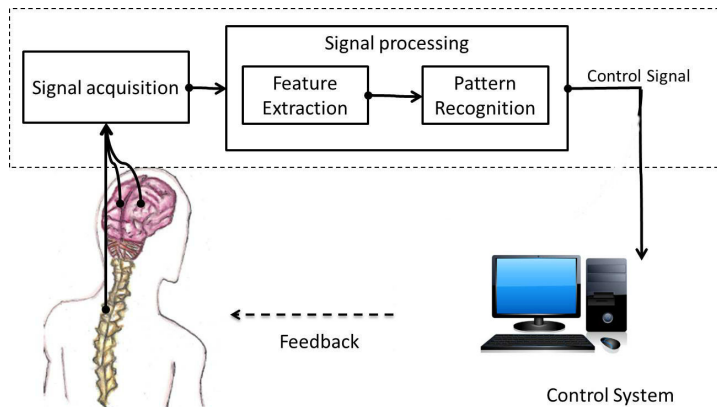 Signal processing
Signal acquisition
Feature
Extraction
Pattern
Recognition
Control Signal
Feedback
Control System